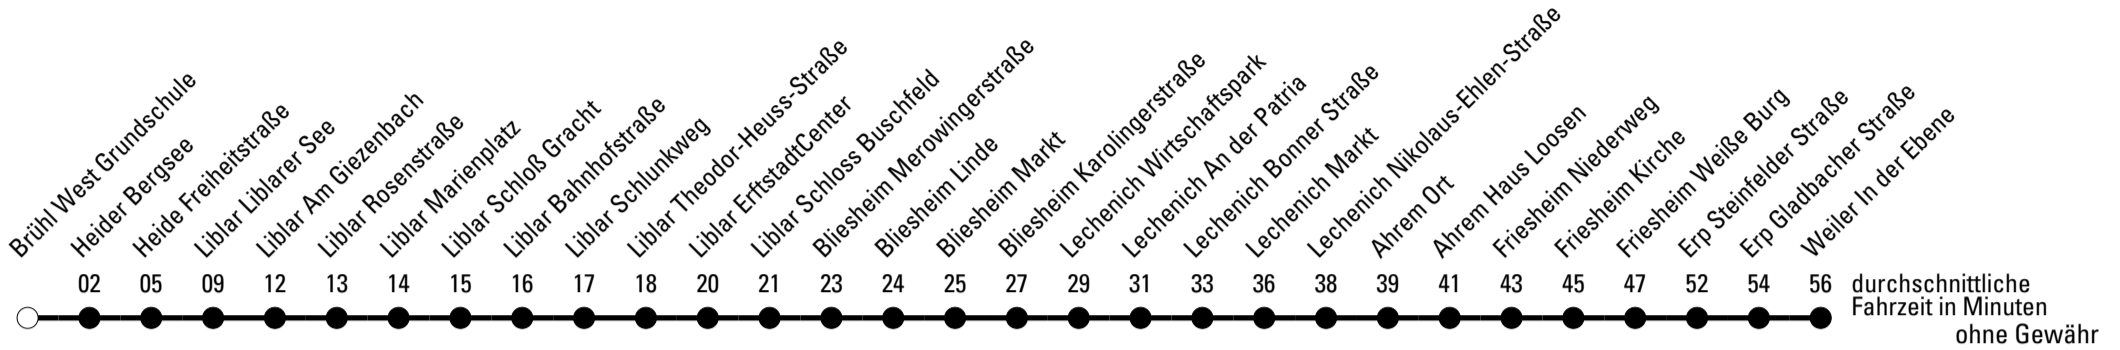 Brühl West Grundschule
Heider Bergsee
Heide Freiheitstraße
Liblar Liblarer See
Liblar Am Giezenbach
Liblar Rosenstraße
Liblar Marienplatz
Liblar Schloß Gracht
Liblar Bahnhofstraße
Liblar Schlunkweg
Liblar Theodor-Heuss-Straße
Liblar ErftstadtCenter
Liblar Schloss Buschfeld
Bliesheim Merowingerstraße
Bliesheim Linde
Bliesheim Markt
Bliesheim Karolingerstraße
Lechenich Wirtschaftspark
Lechenich An der Patria
Lechenich Bonner Straße
Lechenich Markt
Lechenich Nikolaus-Ehlen-Straße
Ahrem Ort
Ahrem Haus Loosen
Friesheim Niederweg
Friesheim Kirche
Friesheim Weiße Burg
Erp Steinfelder Straße
Erp Gladbacher Straße
Weiler In der Ebene
02 05 09 12 13 14 15 16 17 18 20 21 23 24 25 27 29 31 33 36 38 39 41 43 45 47 52 54 56 durchschnittliche
Fahrzeit in Minuten
ohne Gewähr